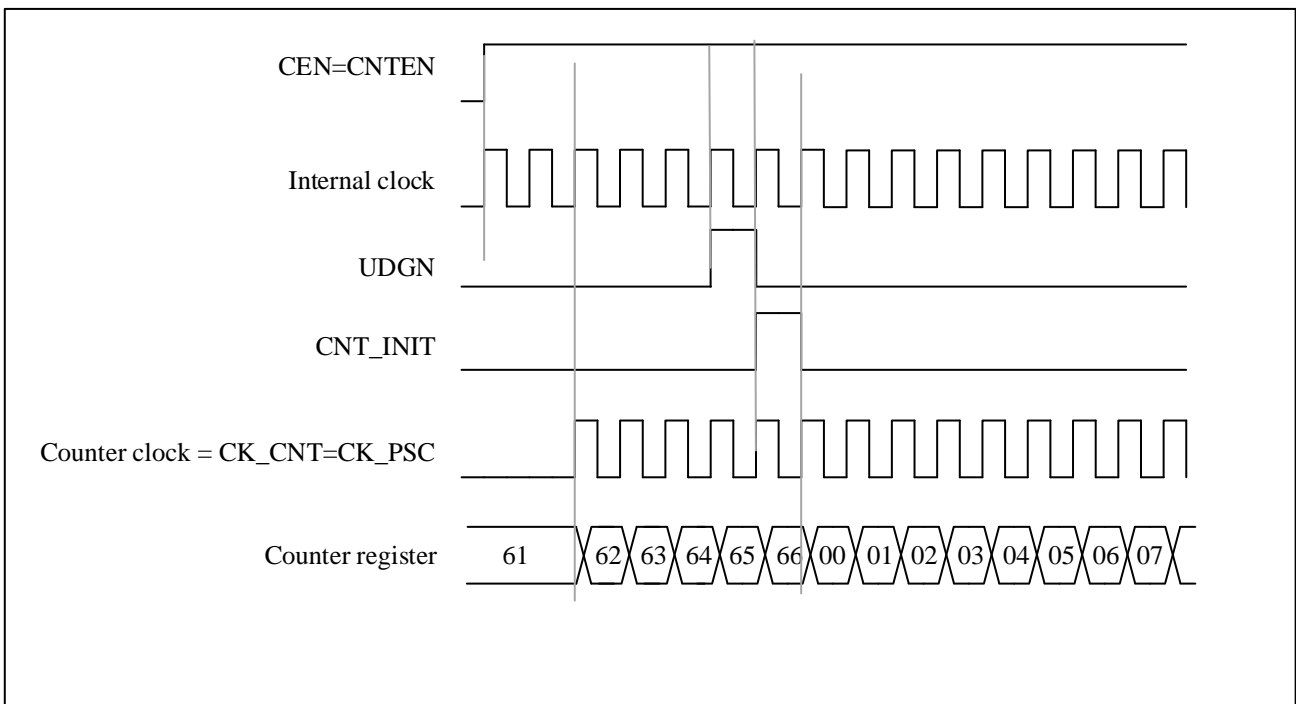 CEN=CNTEN
Internal clock
UDGN
CNT_INIT
Counter clock = CK_CNT=CK_PSC
Counter register 61 62 63 64 65 66 00 01 02 03 04 05 06 07